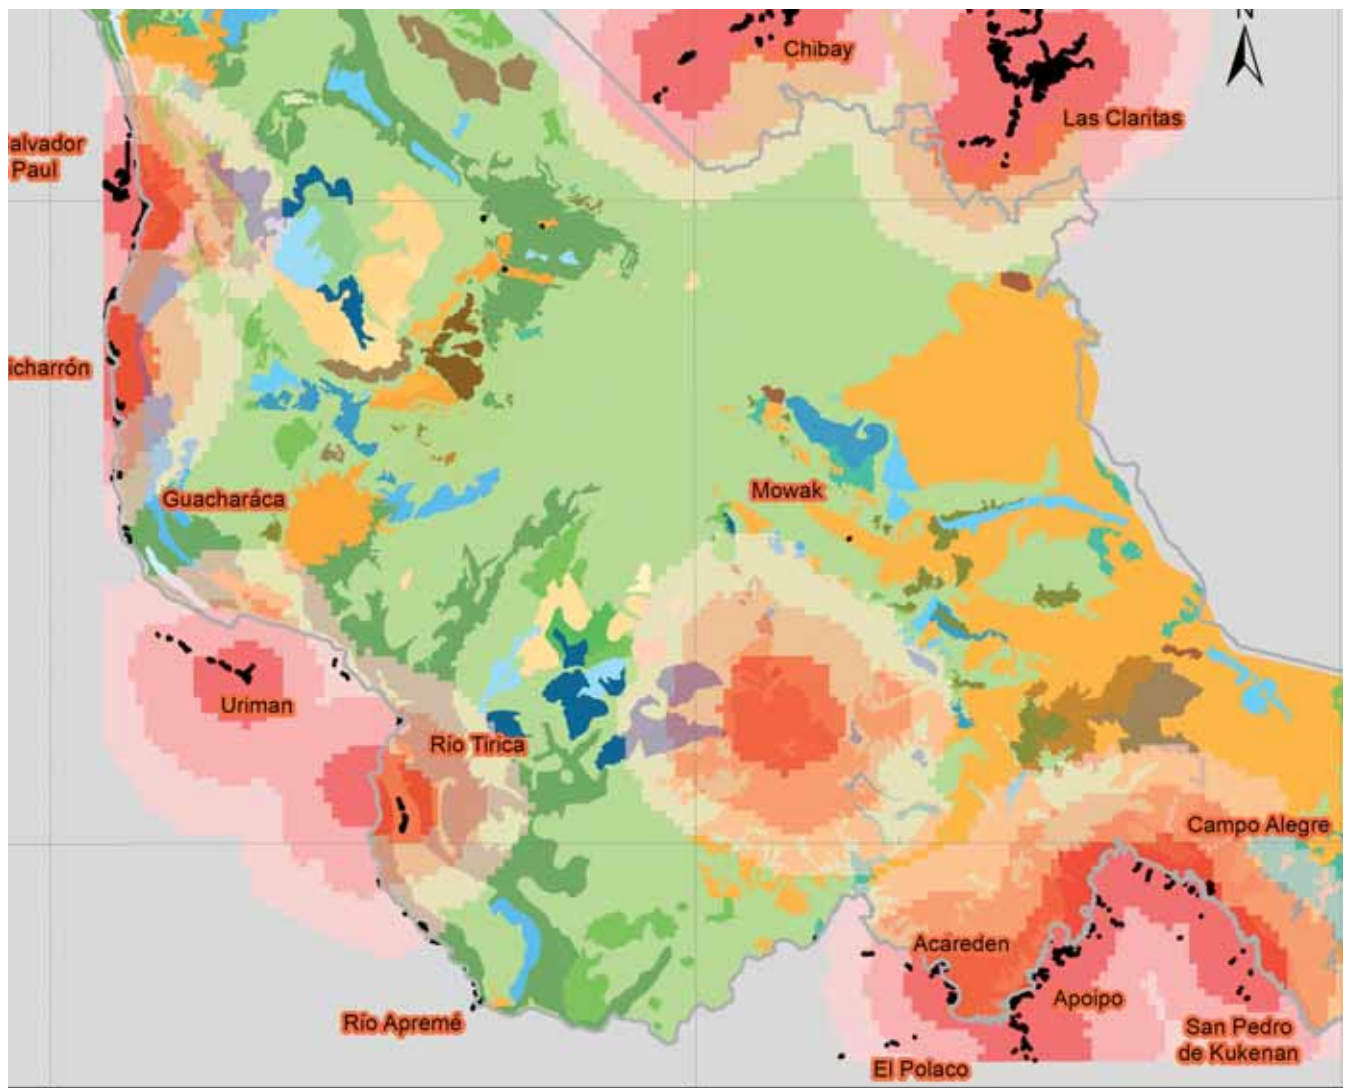 N
Chibay
Las Claritas
alvador
Paul
icharrón
Guacharáca
Mowak
Uriman
Río Tirica
Campo Alegre
Acareden
Apoipo
Río Apremé
San Pedro
de Kukenan
El Polaco